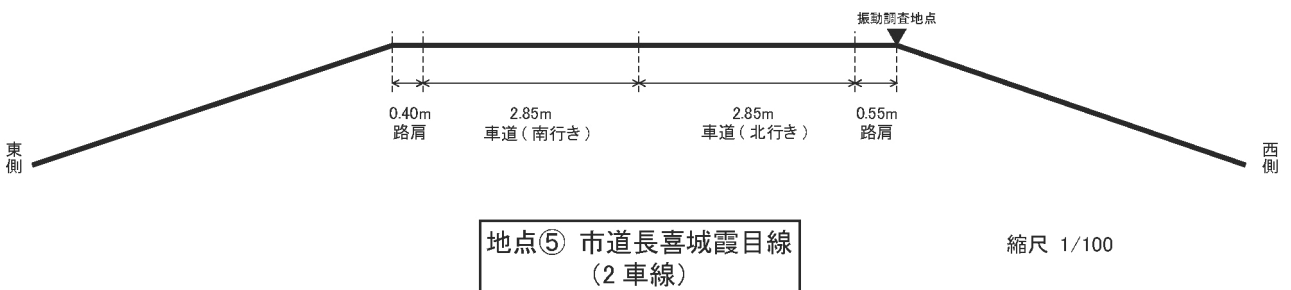 振動調査地点
0.40m
路肩
2.85m
車道(南行き)
2.85m
車道(北行き)
0.55m
路肩
東側
西側
地点⑤ 市道長喜城霞目線
(2車線)
縮尺 1/100